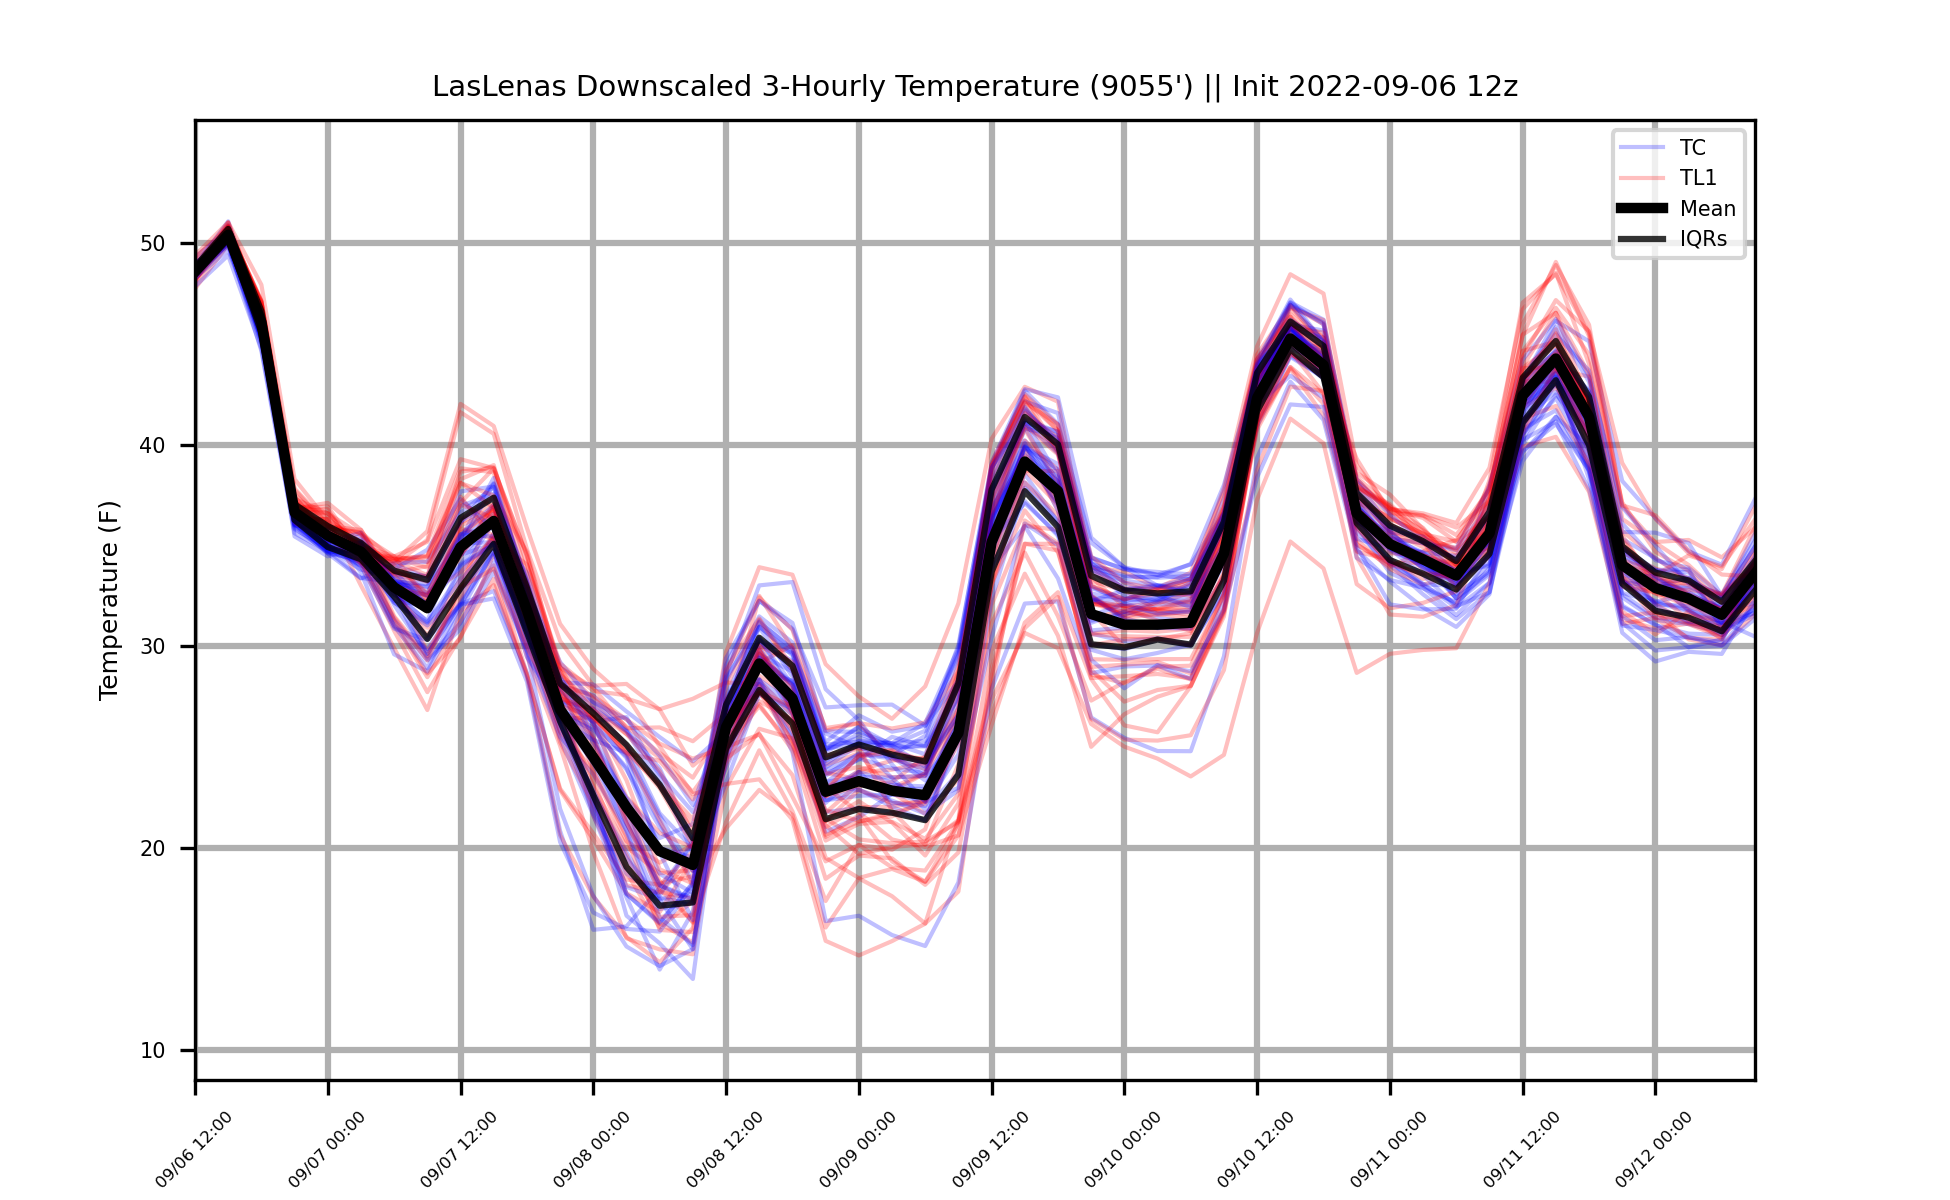 LasLenas Downscaled 3-Hourly Temperature (9055') || Init 2022-09-06 12z
TC
TL1
Mean
IQRs
Temperature (F)
50
40
30
20
10
09/06 12:00
09/07 00:00
09/07 12:00
09/08 00:00
09/08 12:00
09/09 00:00
09/09 12:00
09/10 00:00
09/10 12:00
09/11 00:00
09/11 12:00
09/12 00:00